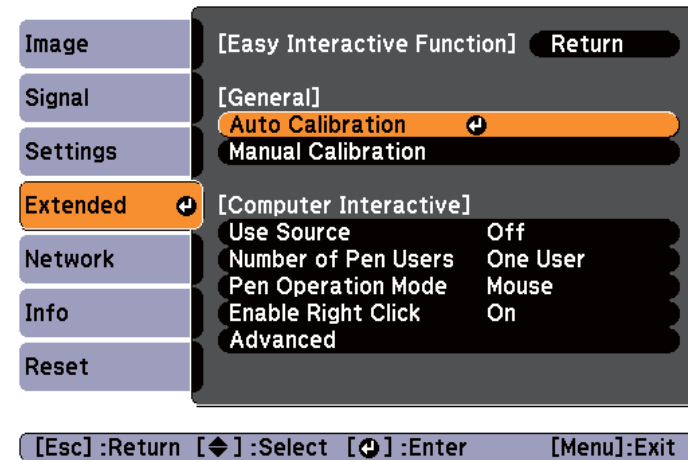 Image
Signal
Settings
Extended
Network
Info
Reset
[Easy Interactive Function] Return
[General]
Auto Calibration
Manual Calibration
[Computer Interactive]
Use Source Off
Number of Pen Users One User
Pen Operation Mode Mouse
Enable Right Click On
Advanced
[Esc] :Return [◆] :Select [⏎] :Enter [Menu]:Exit